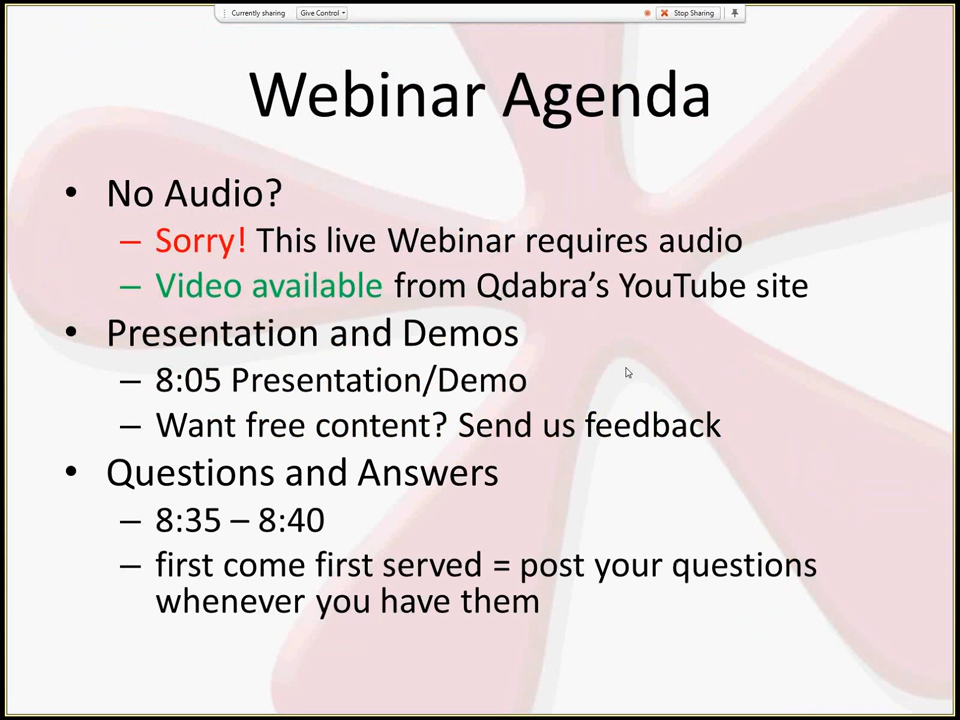 Currently sharing Give Control Stop Sharing
Webinar Agenda
• No Audio?
– Sorry! This live Webinar requires audio
– Video available from Qdabra's YouTube site
• Presentation and Demos
– 8:05 Presentation/Demo
– Want free content? Send us feedback
• Questions and Answers
– 8:35 – 8:40
– first come first served = post your questions
whenever you have them